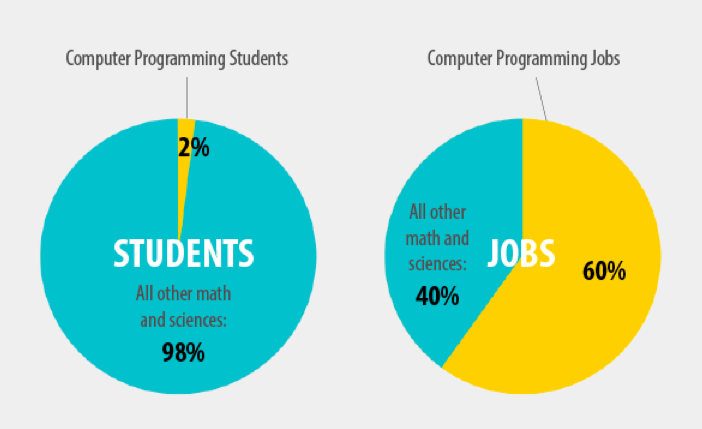 Computer Programming Students
2%
STUDENTS
All other math
and sciences:
98%
Computer Programming Jobs
All other
math and
sciences:
40%
JOBS
60%